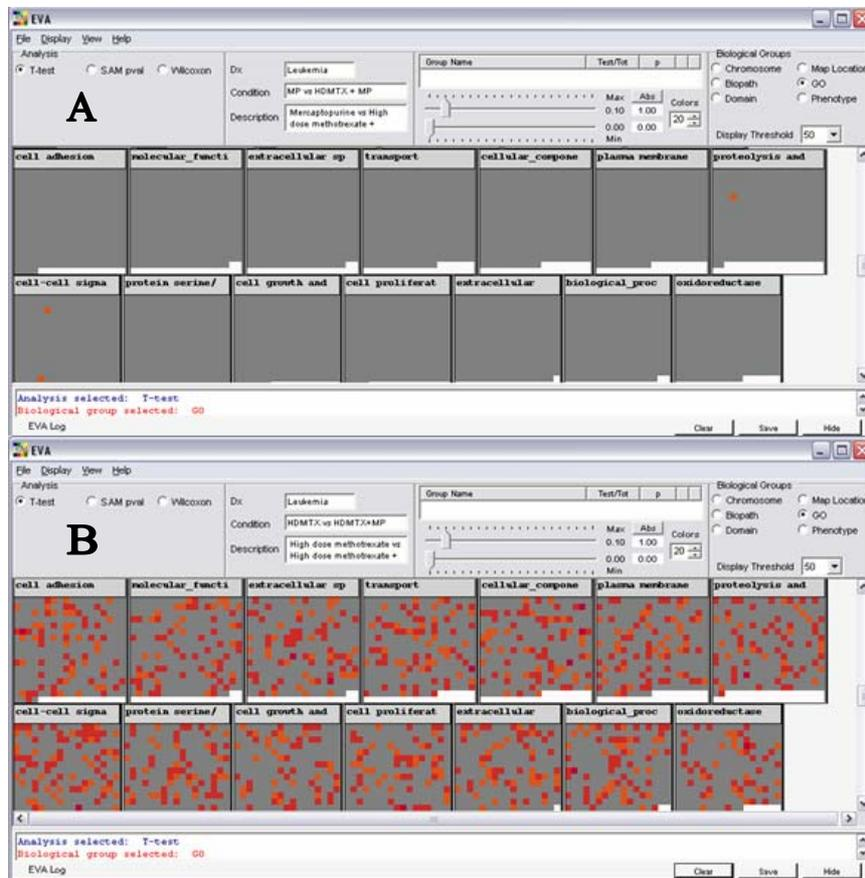 EVA
File Display View Help
Analysis
T-test SAM pval Wilcoxon
A
Dx Leukemia
Condition MP vs HDMTX + MP
Description Mercaptopurine vs High
dose methotrexate +
Group Name Test/Tot p
Max Abs Colors
0.10 1.00
20
0.00 0.00
Min
Biological Groups
Chromosome Map Location
Biopath GO
Domain Phenotype
Display Threshold 50
cell adhesion molecular_functi extracellular sp transport cellular_compone plasma membrane proteolysis and
cell-cell signa protein serine/ cell growth and cell proliferat extracellular biological_proc oxidoreductase
Analysis selected: T-test
Biological group selected: GO
EVA Log Clear Save Hide
EVA
File Display View Help
Analysis
T-test SAM pval Wilcoxon
B
Dx Leukemia
Condition HDMTX vs HDMTX+MP
Description High dose methotrexate vs
High dose methotrexate +
Group Name Test/Tot p
Max Abs Colors
0.10 1.00
20
0.00 0.00
Min
Biological Groups
Chromosome Map Location
Biopath GO
Domain Phenotype
Display Threshold 50
cell adhesion molecular_functi extracellular sp transport cellular_compone plasma membrane proteolysis and
cell-cell signa protein serine/ cell growth and cell proliferat extracellular biological_proc oxidoreductase
Analysis selected: T-test
Biological group selected: GO
EVA Log Clear Save Hide